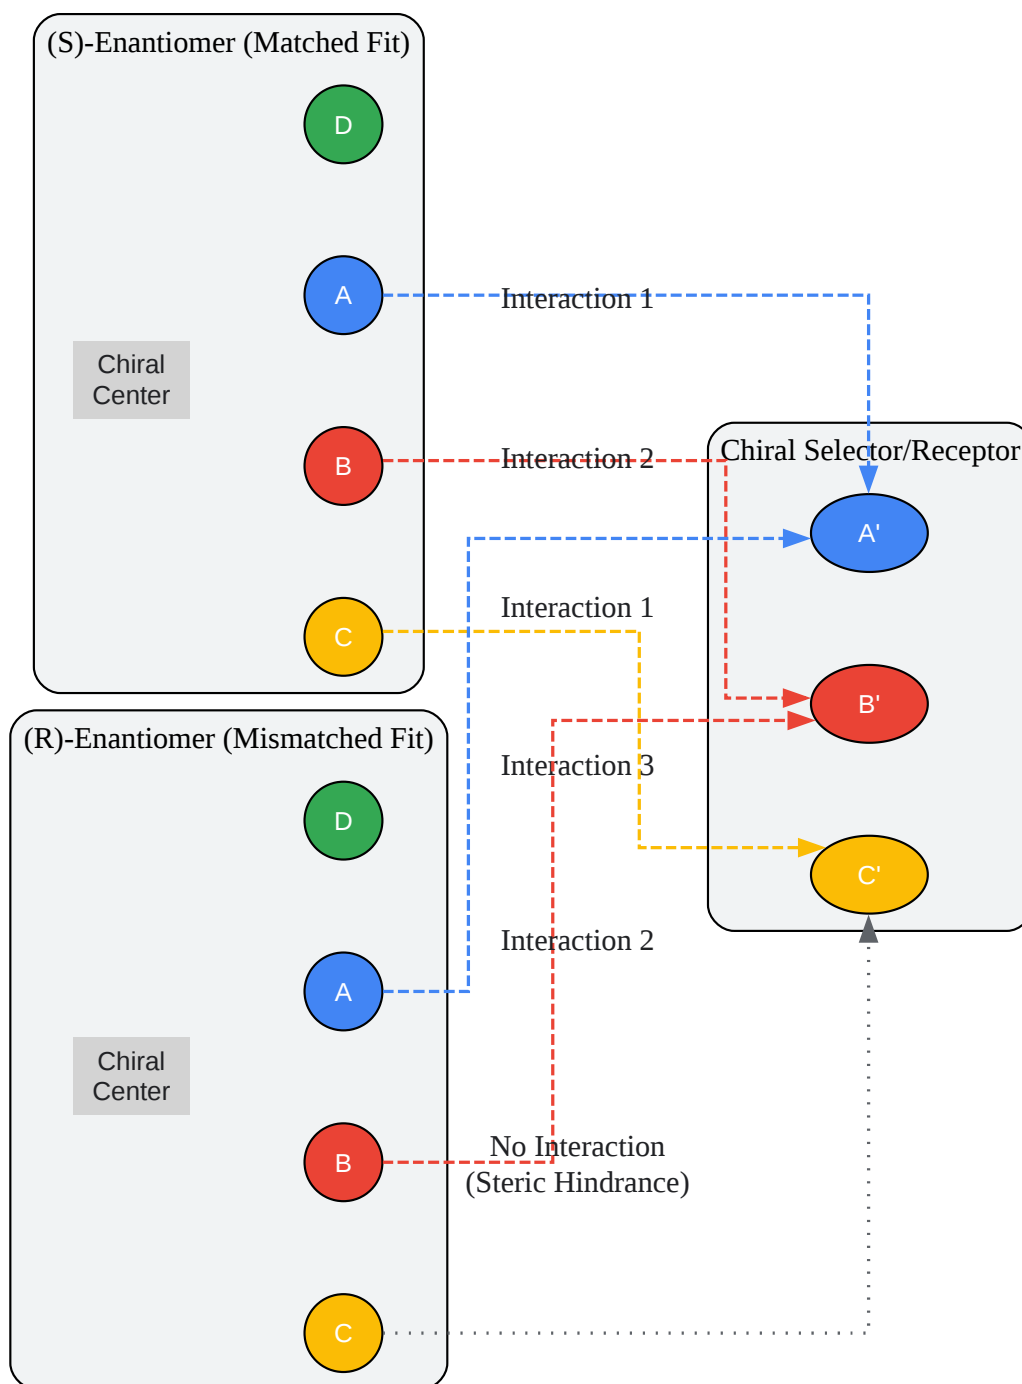 (S)-Enantiomer (Matched Fit)
D
A
Interaction 1
Chiral
Center
B
Interaction 2
Chiral Selector/Receptor
A'
Interaction 1
C
B'
(R)-Enantiomer (Mismatched Fit)
Interaction 3
D
C'
Interaction 2
A
Chiral
Center
B
No Interaction
(Steric Hindrance)
C